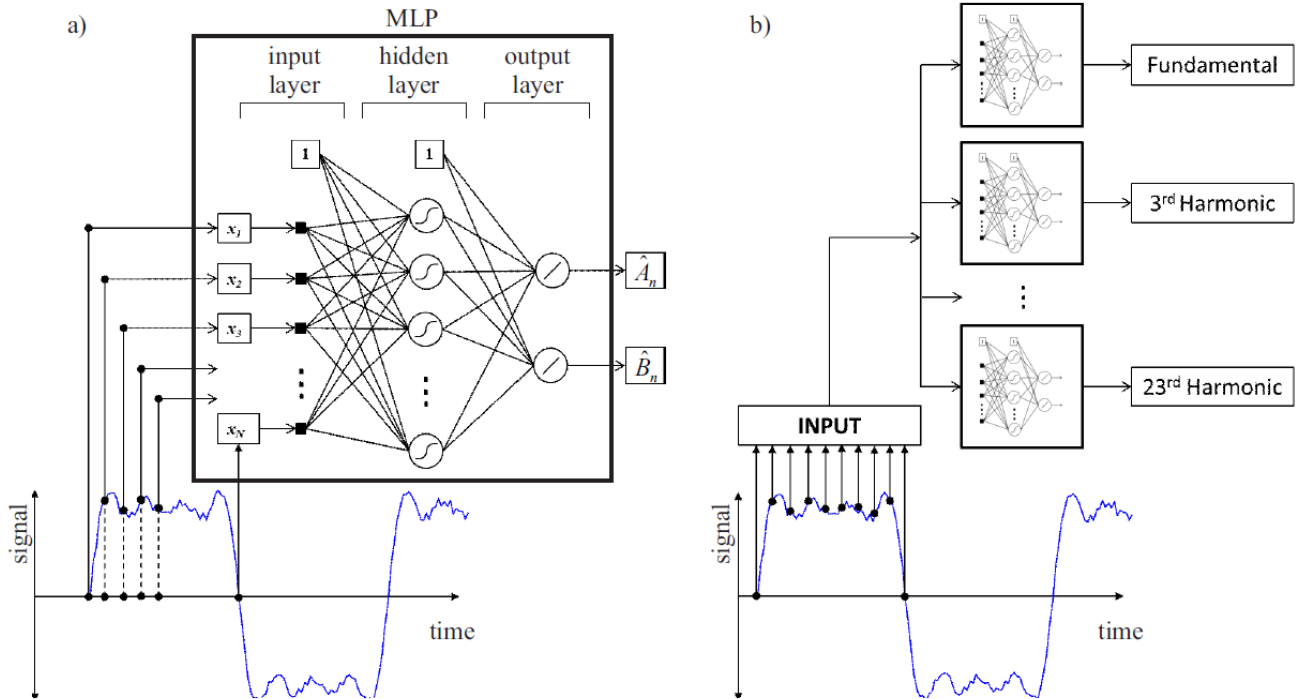 a)
MLP
input
layer
hidden
layer
output
layer
1
1
x1
x2
x3
xN
Ân
B̂n
signal
time
b)
Fundamental
3rd Harmonic
23rd Harmonic
INPUT
signal
time